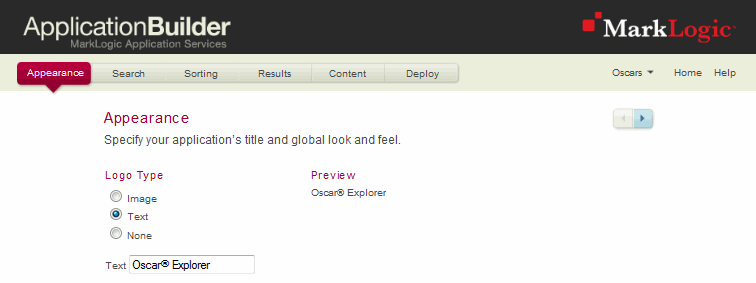 ApplicationBuilder
MarkLogic Application Services
MarkLogic™
Appearance Search Sorting Results Content Deploy Oscars Home Help
Appearance
Specify your application's title and global look and feel.
Logo Type
Preview
Image
Oscar® Explorer
Text
None
Text Oscar® Explorer